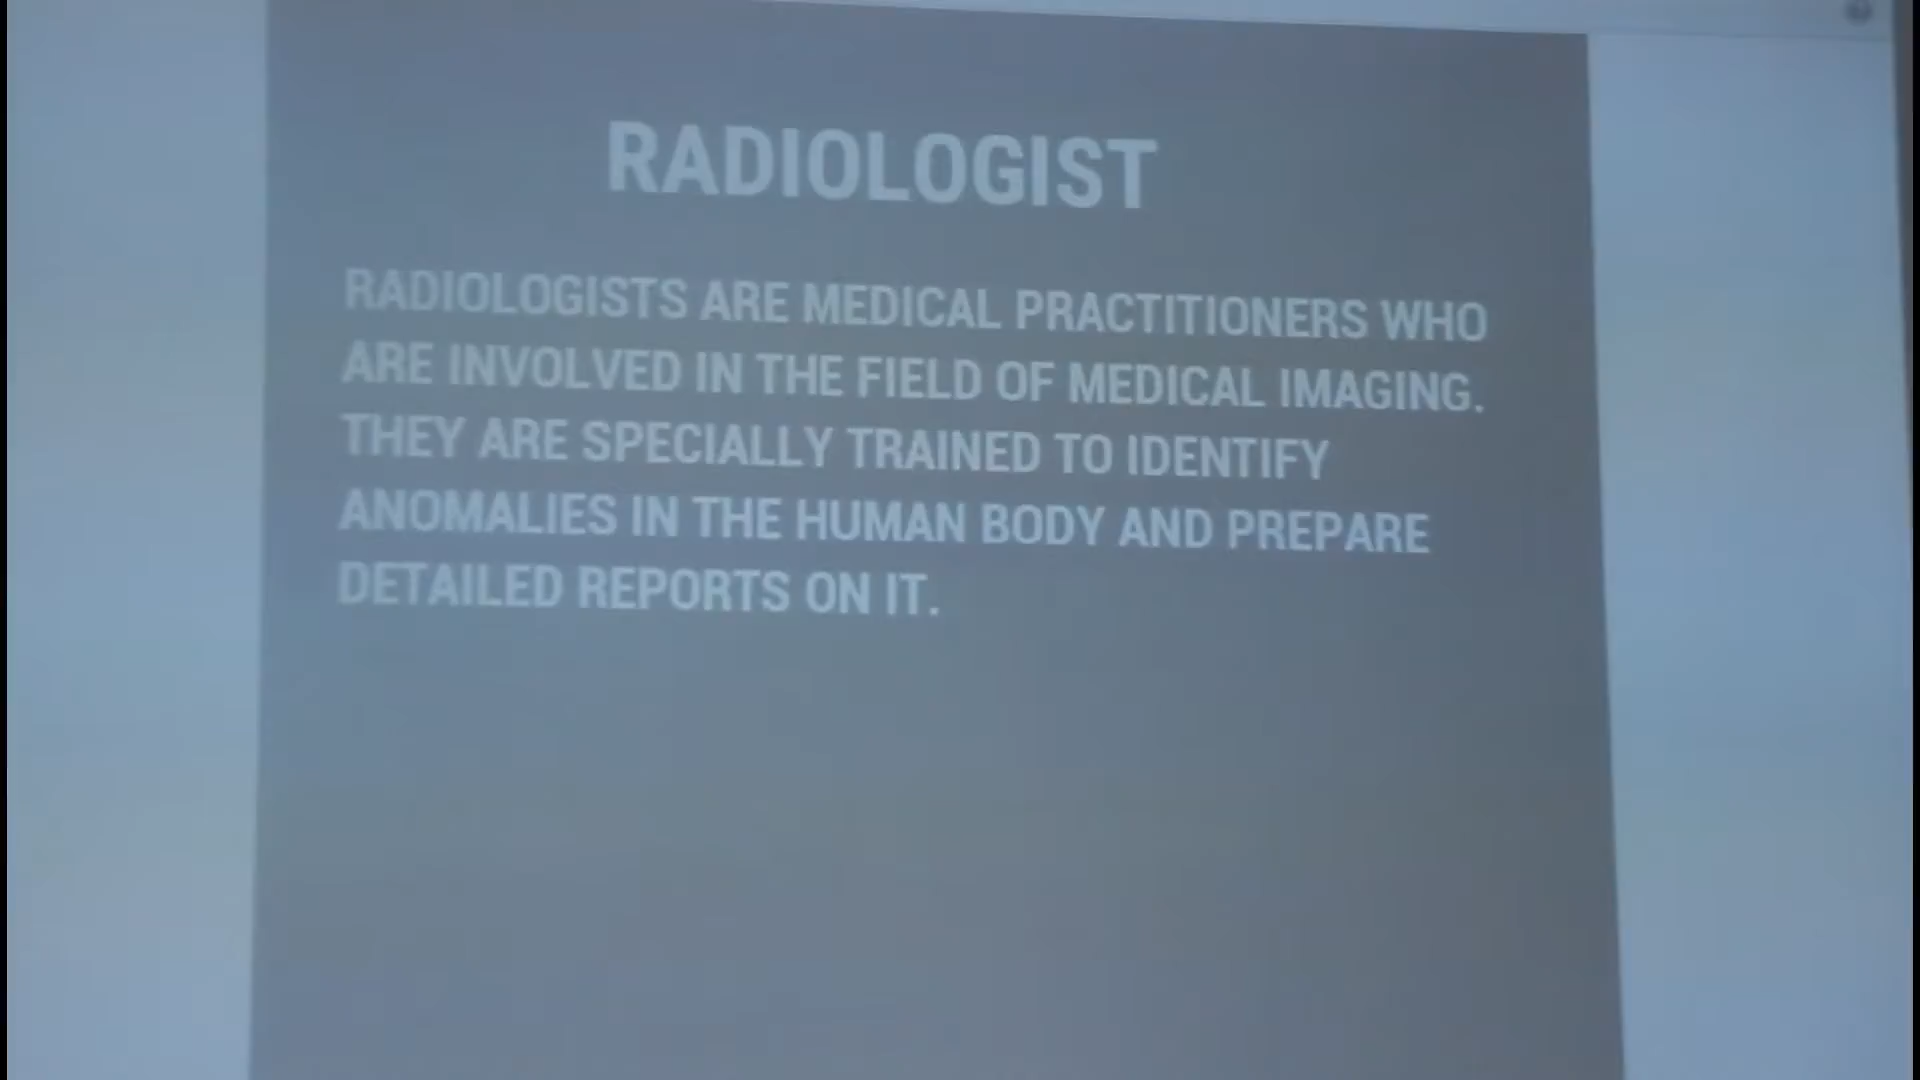 RADIOLOGIST
RADIOLOGISTS ARE MEDICAL PRACTITIONERS WHO
ARE INVOLVED IN THE FIELD OF MEDICAL IMAGING.
THEY ARE SPECIALLY TRAINED TO IDENTIFY
ANOMALIES IN THE HUMAN BODY AND PREPARE
DETAILED REPORTS ON IT.